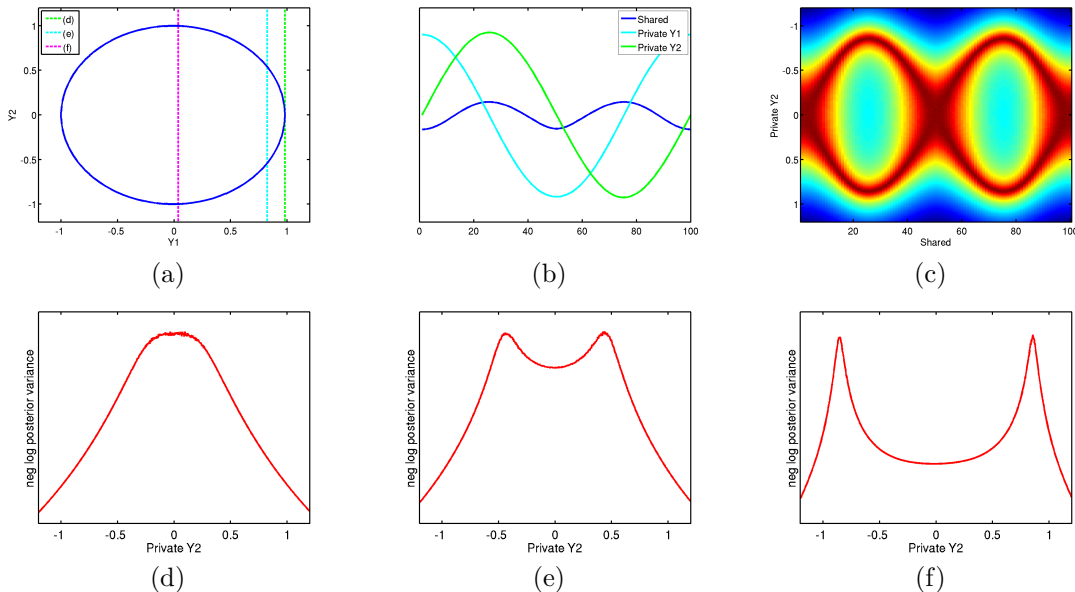 (d)
(e)
(f)
1
0.5
0
-0.5
-1
-1 -0.5 0 0.5 1
Y2
Y1
(a)
Shared
Private Y1
Private Y2
0 20 40 60 80 100
(b)
-1
-0.5
0
0.5
1
20 40 60 80 100
Private Y2
Shared
(c)
neg log posterior variance
-1 -0.5 0 0.5 1
Private Y2
(d)
neg log posterior variance
-1 -0.5 0 0.5 1
Private Y2
(e)
neg log posterior variance
-1 -0.5 0 0.5 1
Private Y2
(f)